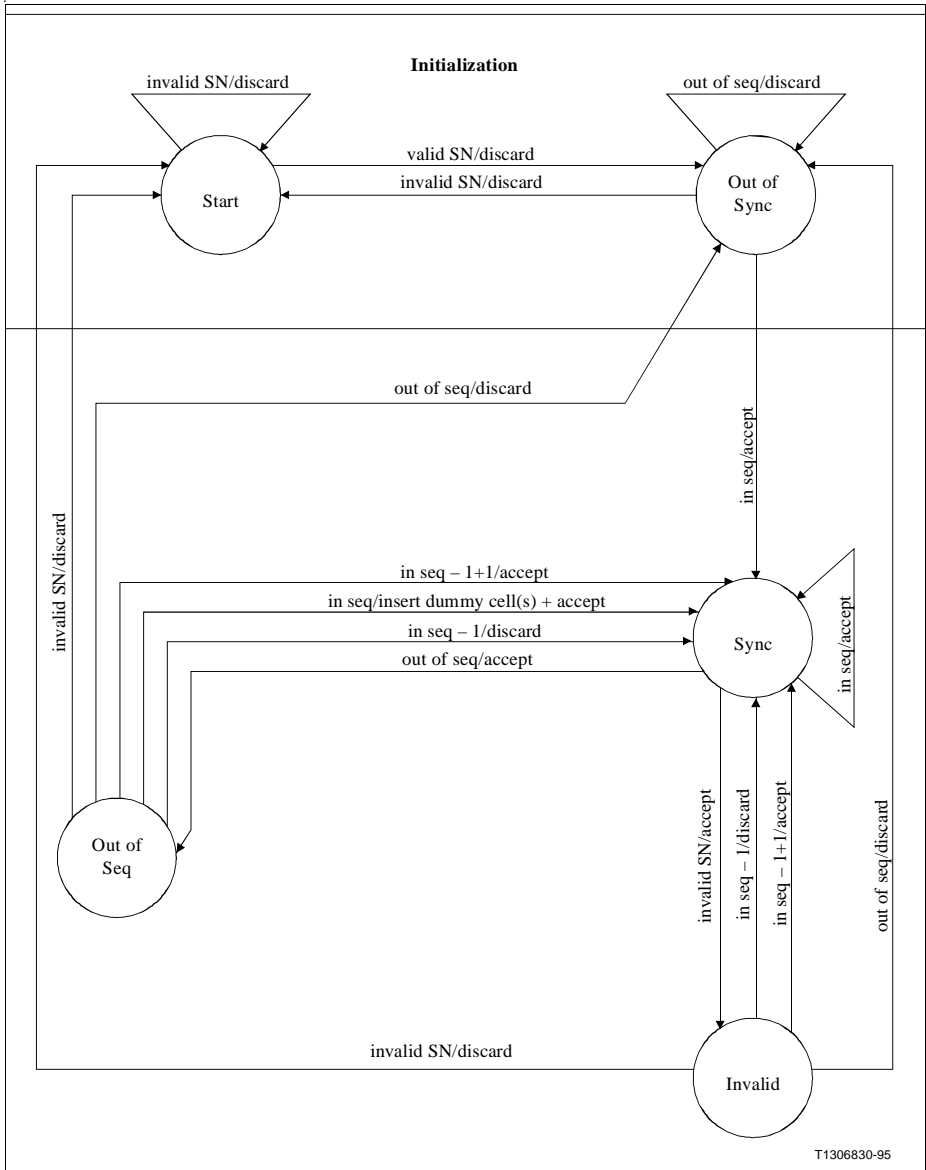 Initialization
invalid SN/discard
out of seq/discard
valid SN/discard
invalid SN/discard
Start
Out of
Sync
out of seq/discard
in seq/accept
invalid SN/discard
in seq – 1+1/accept
in seq/insert dummy cell(s) + accept
in seq – 1/discard
out of seq/accept
Sync
in seq/accept
Out of
Seq
invalid SN/accept
in seq – 1/discard
in seq – 1+1/accept
out of seq/discard
invalid SN/discard
Invalid
T1306830-95